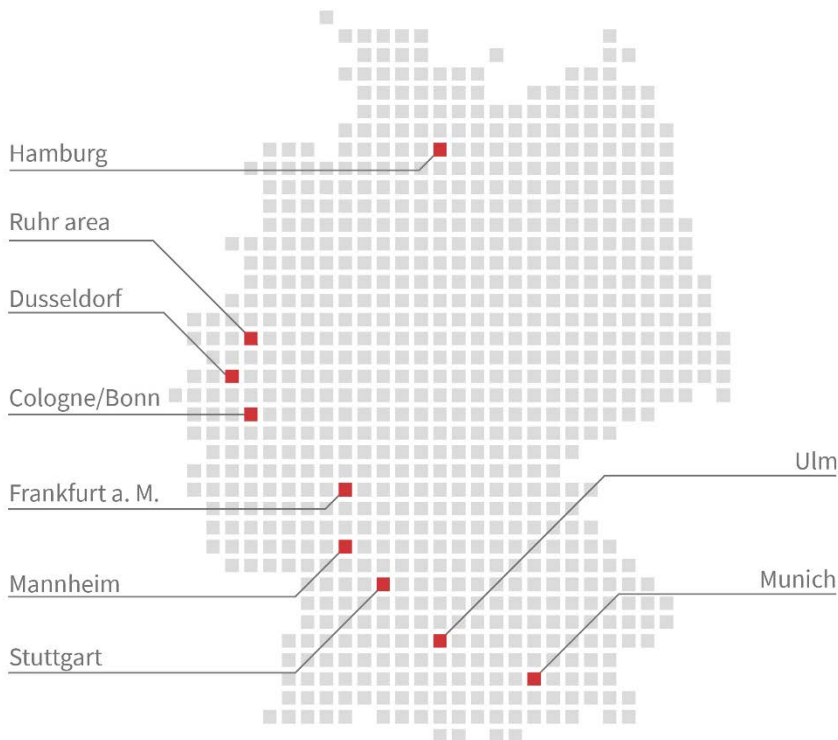 Hamburg
Ruhr area
Dusseldorf
Cologne/Bonn
Frankfurt a. M.
Mannheim
Stuttgart
Ulm
Munich